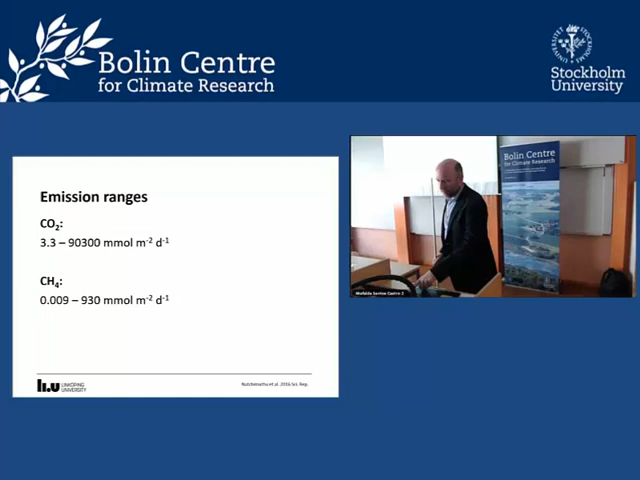 Bolin Centre
for Climate Research
Stockholm
University
Emission ranges
CO₂:
3.3 – 90300 mmol m⁻² d⁻¹
CH₄:
0.009 – 930 mmol m⁻² d⁻¹
LINKÖPING
UNIVERSITY
et al. 2016 Sci. Rep.
Bolin Centre
for Climate Research